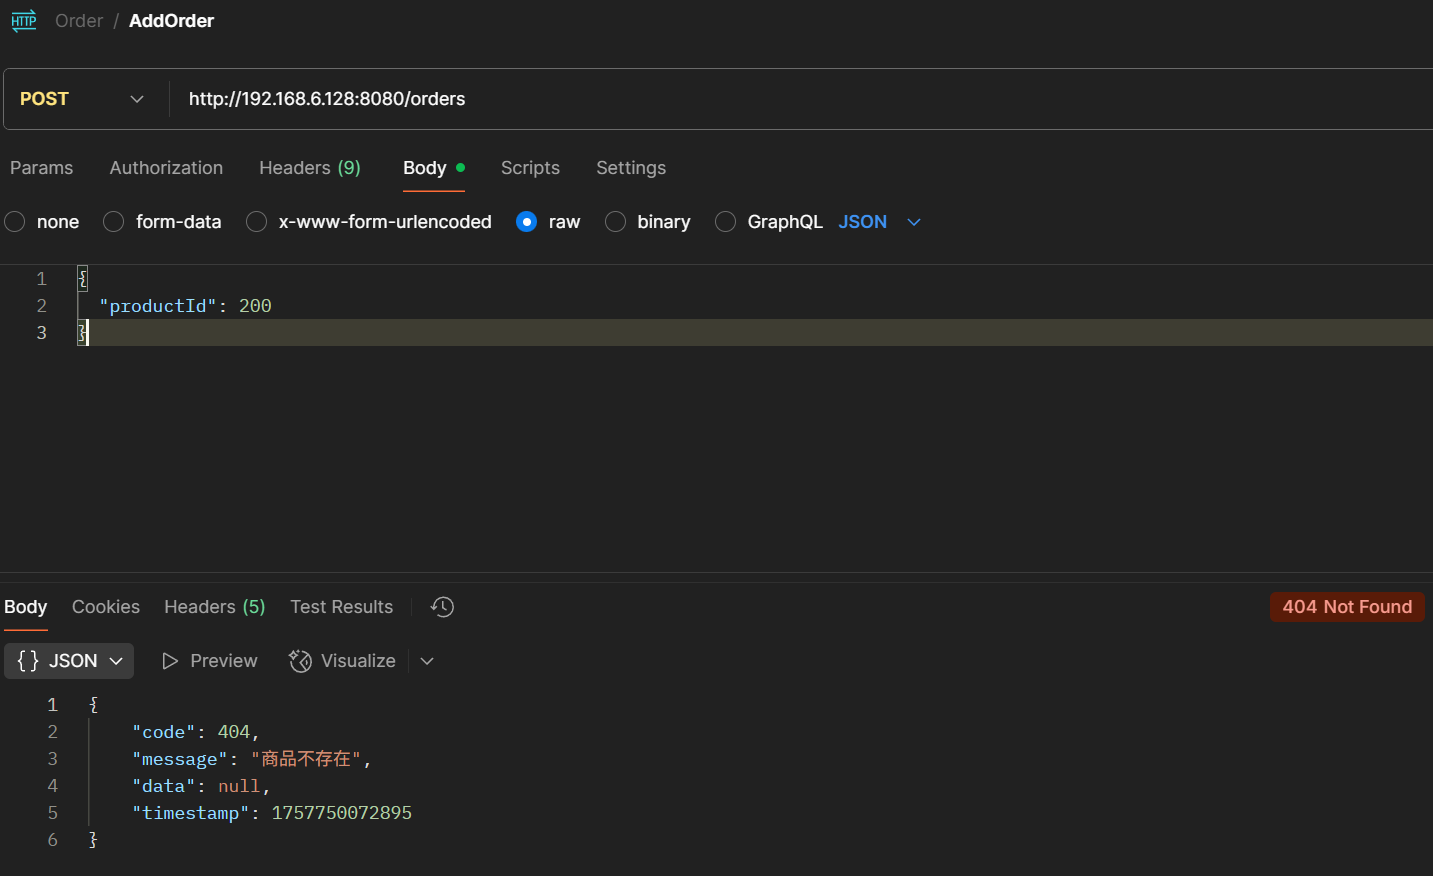 HTTP Order / AddOrder
POST http://192.168.6.128:8080/orders
Params Authorization Headers (9) Body Scripts Settings
none form-data x-www-form-urlencoded raw binary GraphQL JSON
1 {
2 "productId": 200
3 }
Body Cookies Headers (5) Test Results 404 Not Found
{} JSON Preview Visualize
1 {
2 "code": 404,
3 "message": "商品不存在",
4 "data": null,
5 "timestamp": 1757750072895
6 }